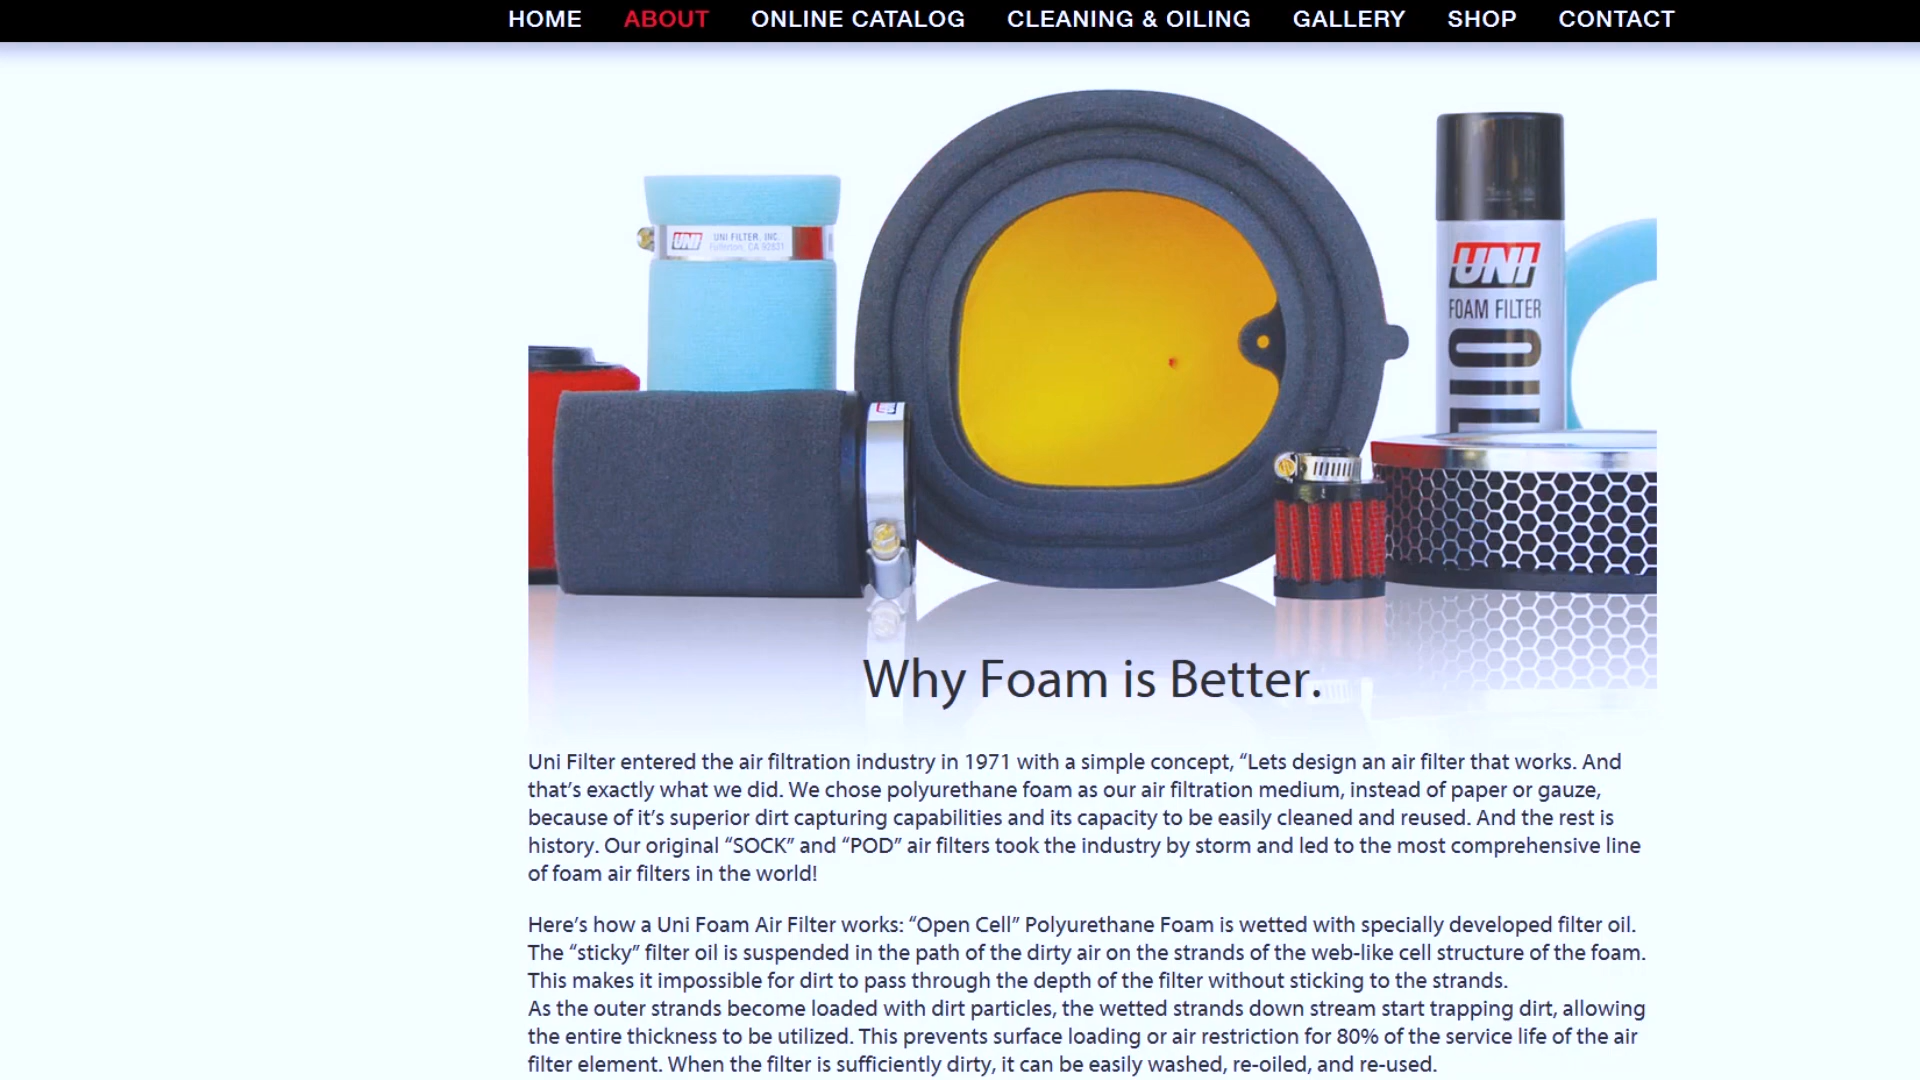 HOME ABOUT ONLINE CATALOG CLEANING & OILING GALLERY SHOP CONTACT
UNI UNI FILTER, INC.
Fullerton, CA 92831
UNI
UNI
FOAM FILTER
OIL
Why Foam is Better.
Uni Filter entered the air filtration industry in 1971 with a simple concept, “Lets design an air filter that works. And
that’s exactly what we did. We chose polyurethane foam as our air filtration medium, instead of paper or gauze,
because of it’s superior dirt capturing capabilities and its capacity to be easily cleaned and reused. And the rest is
history. Our original “SOCK” and “POD” air filters took the industry by storm and led to the most comprehensive line
of foam air filters in the world!
Here’s how a Uni Foam Air Filter works: “Open Cell” Polyurethane Foam is wetted with specially developed filter oil.
The “sticky” filter oil is suspended in the path of the dirty air on the strands of the web-like cell structure of the foam.
This makes it impossible for dirt to pass through the depth of the filter without sticking to the strands.
As the outer strands become loaded with dirt particles, the wetted strands down stream start trapping dirt, allowing
the entire thickness to be utilized. This prevents surface loading or air restriction for 80% of the service life of the air
filter element. When the filter is sufficiently dirty, it can be easily washed, re-oiled, and re-used.